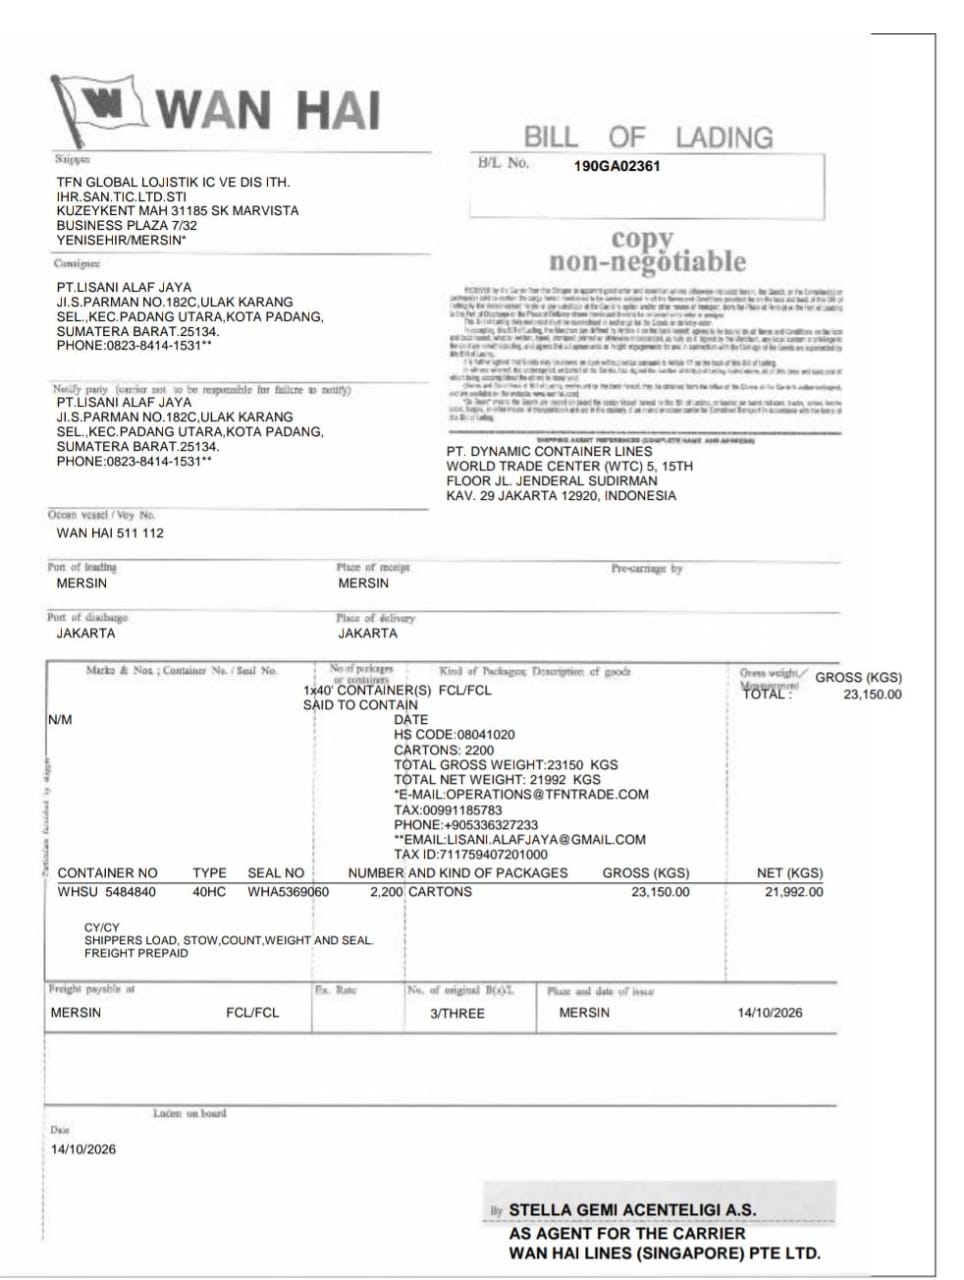 WAN HAI
BILL OF LADING
Shipper
B/L No. 190GA02361
TFN GLOBAL LOJISTIK IC VE DIS ITH.
IHR.SAN.TIC.LTD.STI
KUZEYKENT MAH 31185 SK MARVISTA
BUSINESS PLAZA 7/32
YENISEHIR/MERSIN*
copy
non-negotiable
Consignee
PT.LISANI ALAF JAYA
Jl.S.PARMAN NO.182C,ULAK KARANG
SEL.,KEC.PADANG UTARA,KOTA PADANG,
SUMATERA BARAT.25134.
PHONE:0823-8414-1531**
Notify party (carrier not to be responsible for failure to notify)
PT.LISANI ALAF JAYA
Jl.S.PARMAN NO.182C,ULAK KARANG
SEL.,KEC.PADANG UTARA,KOTA PADANG,
SUMATERA BARAT.25134.
PHONE:0823-8414-1531**
SHIPPING AGENT REFERENCES (COMPLETE NAME AND ADDRESS)
PT. DYNAMIC CONTAINER LINES
WORLD TRADE CENTER (WTC) 5, 15TH
FLOOR JL. JENDERAL SUDIRMAN
KAV. 29 JAKARTA 12920, INDONESIA
Ocean vessel / Voy No.
WAN HAI 511 112
Port of loading Place of receipt Pre-carriage by
MERSIN MERSIN
Port of discharge Place of delivery
JAKARTA JAKARTA
Marks & Nos ; Container No. / Seal No. No of packages or containers Kind of Packages; Description of goods Gross weight/ Measurement GROSS (KGS)
1x40' CONTAINER(S) FCL/FCL TOTAL : 23,150.00
SAID TO CONTAIN
N/M DATE
HS CODE:08041020
CARTONS: 2200
TOTAL GROSS WEIGHT:23150 KGS
TOTAL NET WEIGHT: 21992 KGS
*E-MAIL:OPERATIONS@TFNTRADE.COM
TAX:00991185783
PHONE:+905336327233
**EMAIL:LISANI.ALAFJAYA@GMAIL.COM
TAX ID:711759407201000
Particulars furnished by shipper
CONTAINER NO TYPE SEAL NO NUMBER AND KIND OF PACKAGES GROSS (KGS) NET (KGS)
WHSU 5484840 40HC WHA5369060 2,200 CARTONS 23,150.00 21,992.00
CY/CY
SHIPPERS LOAD, STOW,COUNT,WEIGHT AND SEAL.
FREIGHT PREPAID
Freight payable at Ex. Rate No. of original B(s)/L Place and date of issue
MERSIN FCL/FCL 3/THREE MERSIN 14/10/2026
Laden on board
Date
14/10/2026
By STELLA GEMI ACENTELIGI A.S.
AS AGENT FOR THE CARRIER
WAN HAI LINES (SINGAPORE) PTE LTD.